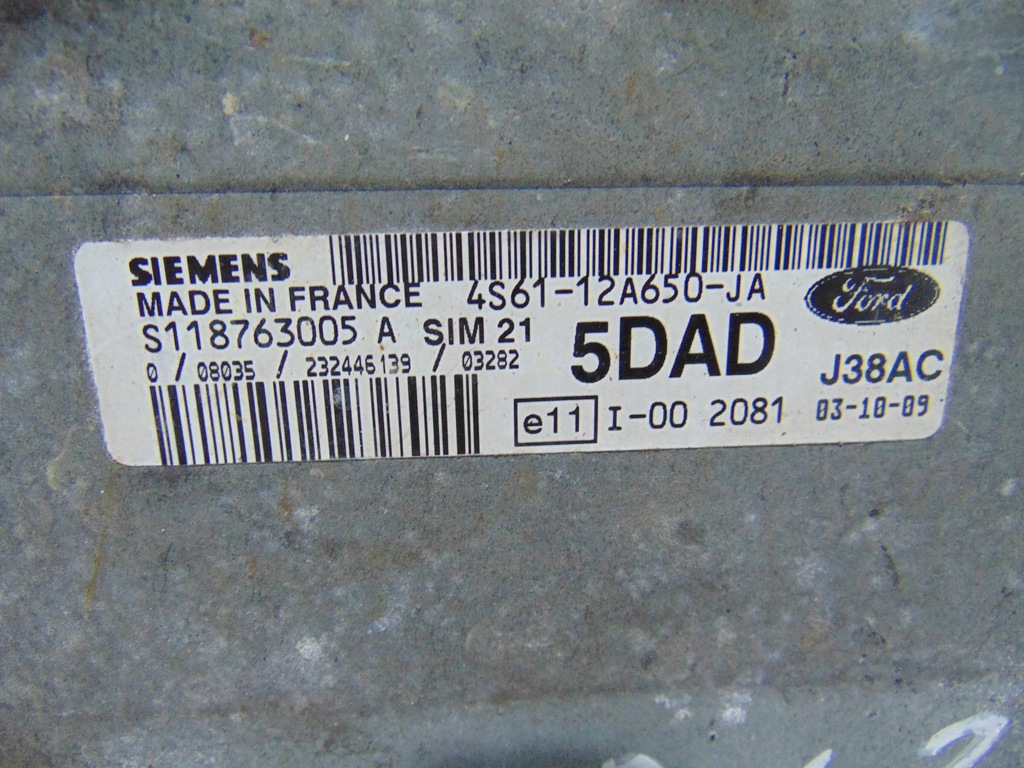 SIEMENS
MADE IN FRANCE 4S61-12A650-JA Ford
S118763005 A SIM 21 5DAD J38AC
0 / 08035 / 232446139 / 03282
e11 I-00 2081 03-10-09